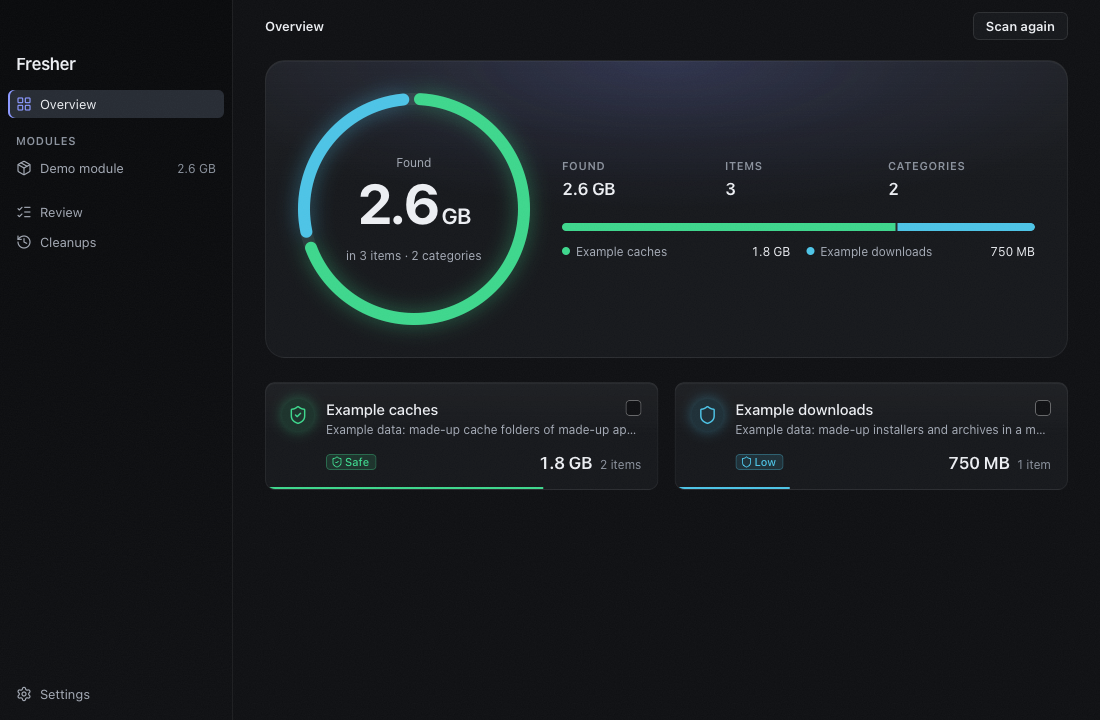 Overview
Scan again
Fresher
Overview
MODULES
Demo module 2.6 GB
Review
Cleanups
Settings
Found
2.6 GB
in 3 items · 2 categories
FOUND ITEMS CATEGORIES
2.6 GB 3 2
Example caches 1.8 GB Example downloads 750 MB
Example caches
Example data: made-up cache folders of made-up ap...
Safe 1.8 GB 2 items
Example downloads
Example data: made-up installers and archives in a m...
Low 750 MB 1 item